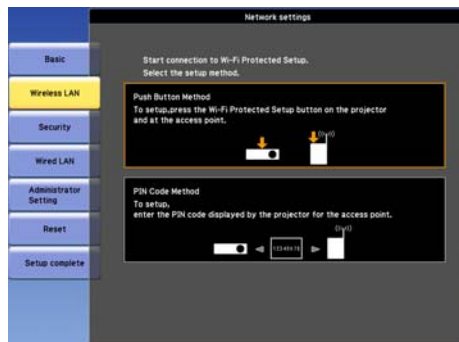 Network settings
Basic
Wireless LAN
Security
Wired LAN
Administrator
Setting
Reset
Setup complete
Start connection to Wi-Fi Protected Setup.
Select the setup method.
Push Button Method
To setup,press the Wi-Fi Protected Setup button on the projector
and at the access point.
PIN Code Method
To setup,
enter the PIN code displayed by the projector for the access point.
12345678